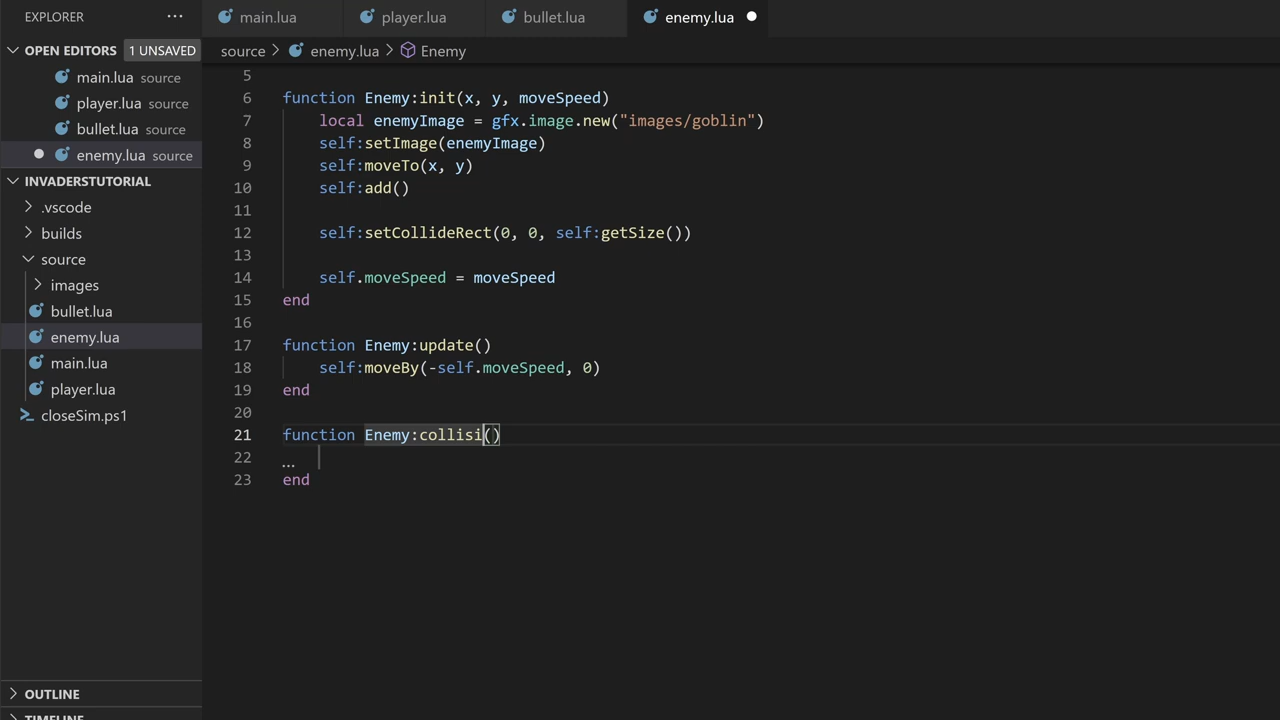 EXPLORER ...
OPEN EDITORS 1 UNSAVED
main.lua source
player.lua source
bullet.lua source
enemy.lua source
INVADERSTUTORIAL
.vscode
builds
source
images
bullet.lua
enemy.lua
main.lua
player.lua
closeSim.ps1
OUTLINE
TIMELINE
main.lua player.lua bullet.lua enemy.lua
source > enemy.lua > Enemy
5
6 function Enemy:init(x, y, moveSpeed)
7 local enemyImage = gfx.image.new("images/goblin")
8 self:setImage(enemyImage)
9 self:moveTo(x, y)
10 self:add()
11
12 self:setCollideRect(0, 0, self:getSize())
13
14 self.moveSpeed = moveSpeed
15 end
16
17 function Enemy:update()
18 self:moveBy(-self.moveSpeed, 0)
19 end
20
21 function Enemy:collisi()
22 ...
23 end